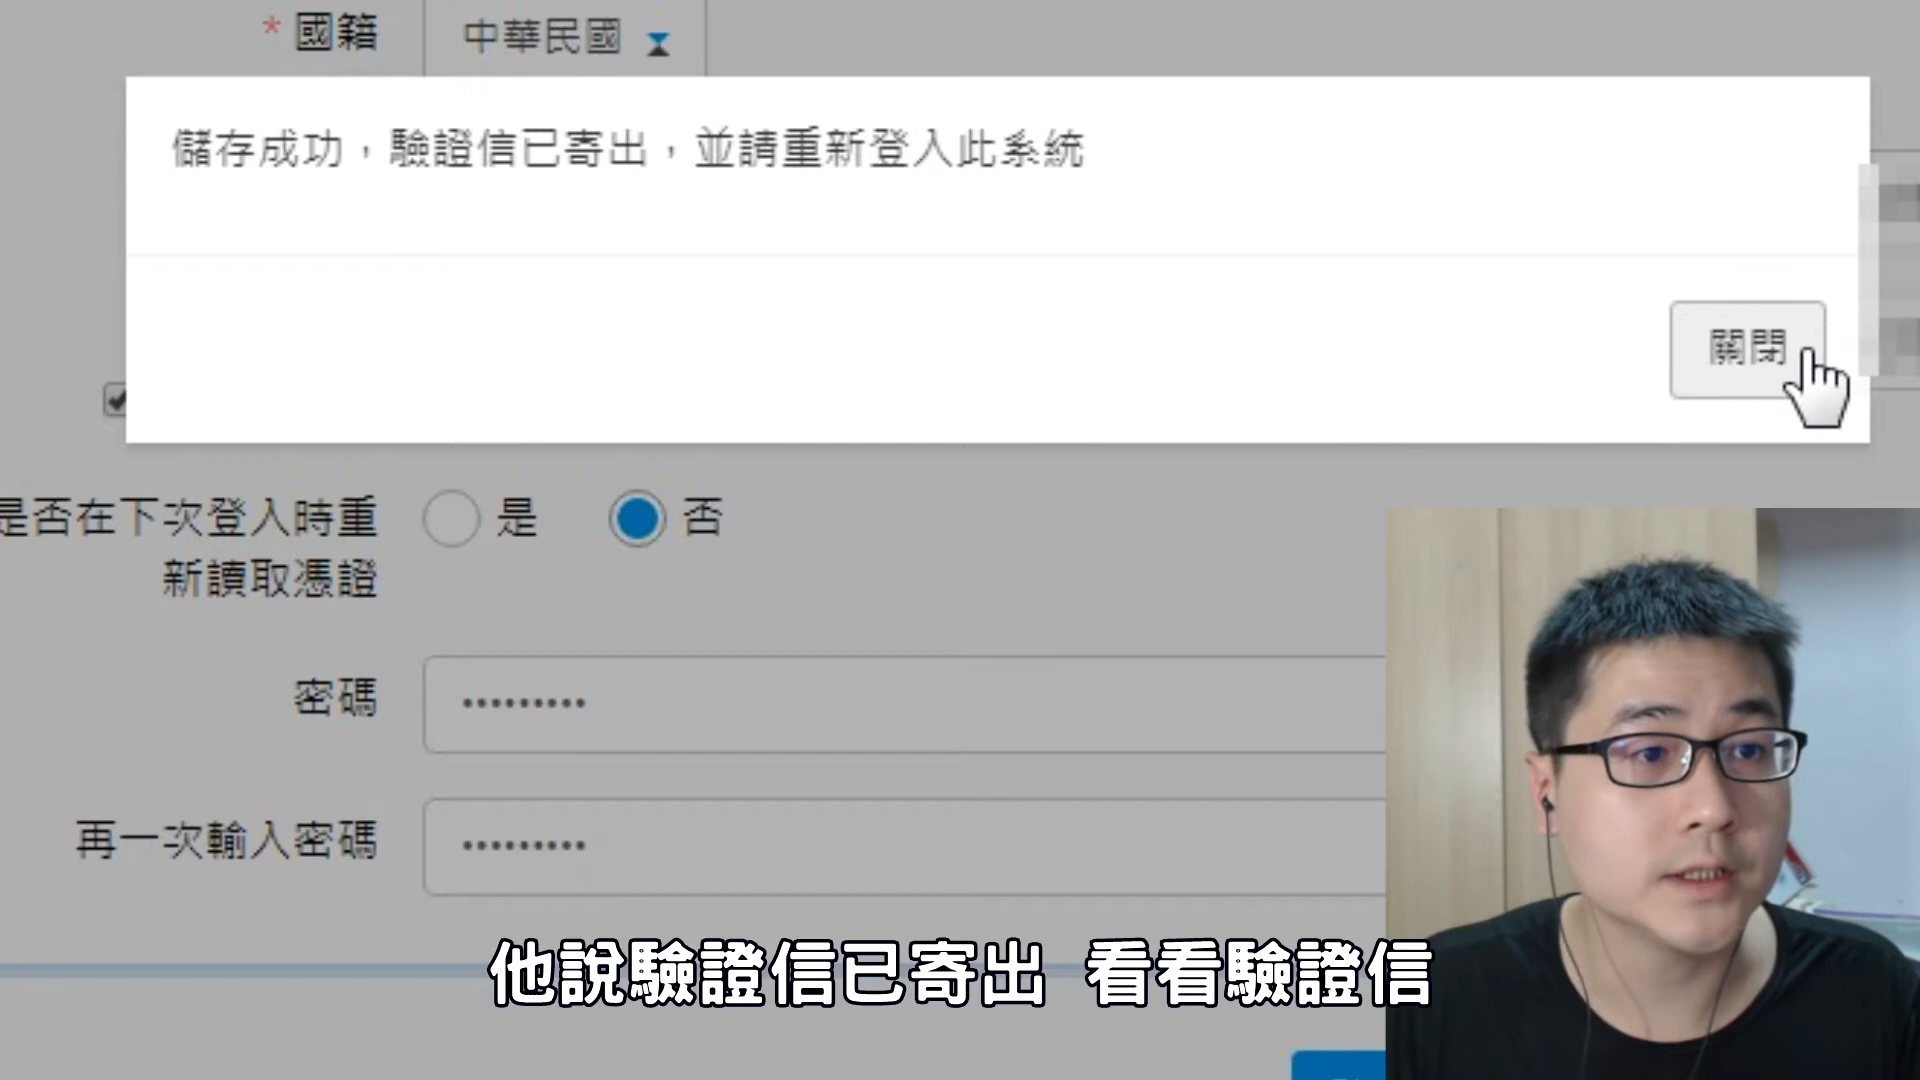 * 國籍 中華民國
儲存成功，驗證信已寄出，並請重新登入此系統
關閉
是否在下次登入時重
新讀取憑證
是 否
密碼 •••••••••
再一次輸入密碼 •••••••••
他說驗證信已寄出 看看驗證信